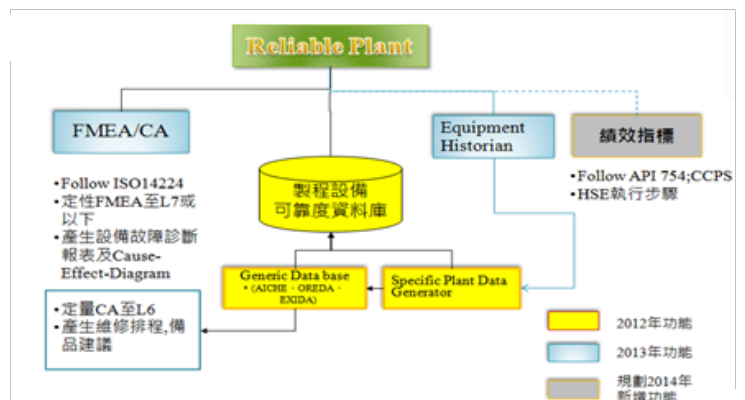 Reliable Plant
FMEA/CA
Equipment
Historian
績效指標
•Follow ISO14224
•定性FMEA至L7或
以下
•產生設備故障診斷
報表及Cause-
Effect-Diagram
製程設備
可靠度資料庫
•Follow API 754;CCPS
•HSE執行步驟
Generic Data base
•(AICHE、OREDA、
EXIDA)
Specific Plant Data
Generator
•定量CA至L6
•產生維修排程,備
品建議
2012年功能
2013年功能
規劃2014年
新增功能